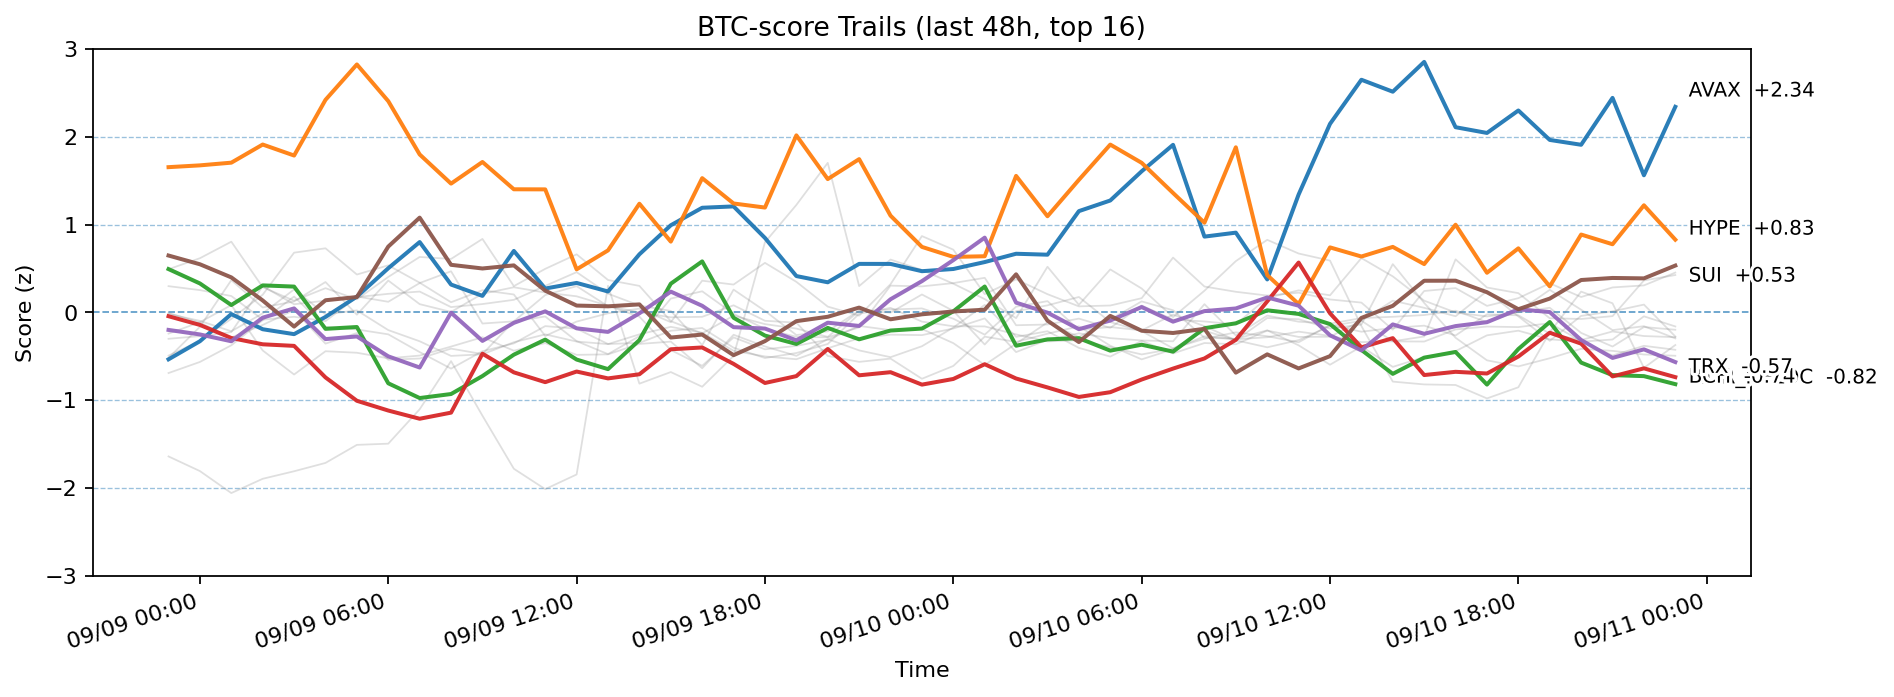 BTC-score Trails (last 48h, top 16)
Score (z)
3
2
1
0
−1
−2
−3
AVAX +2.34
HYPE +0.83
SUI +0.53
TRX -0.57
-0.82
09/09 00:00
09/09 06:00
09/09 12:00
09/09 18:00
09/10 00:00
09/10 06:00
09/10 12:00
09/10 18:00
09/11 00:00
Time